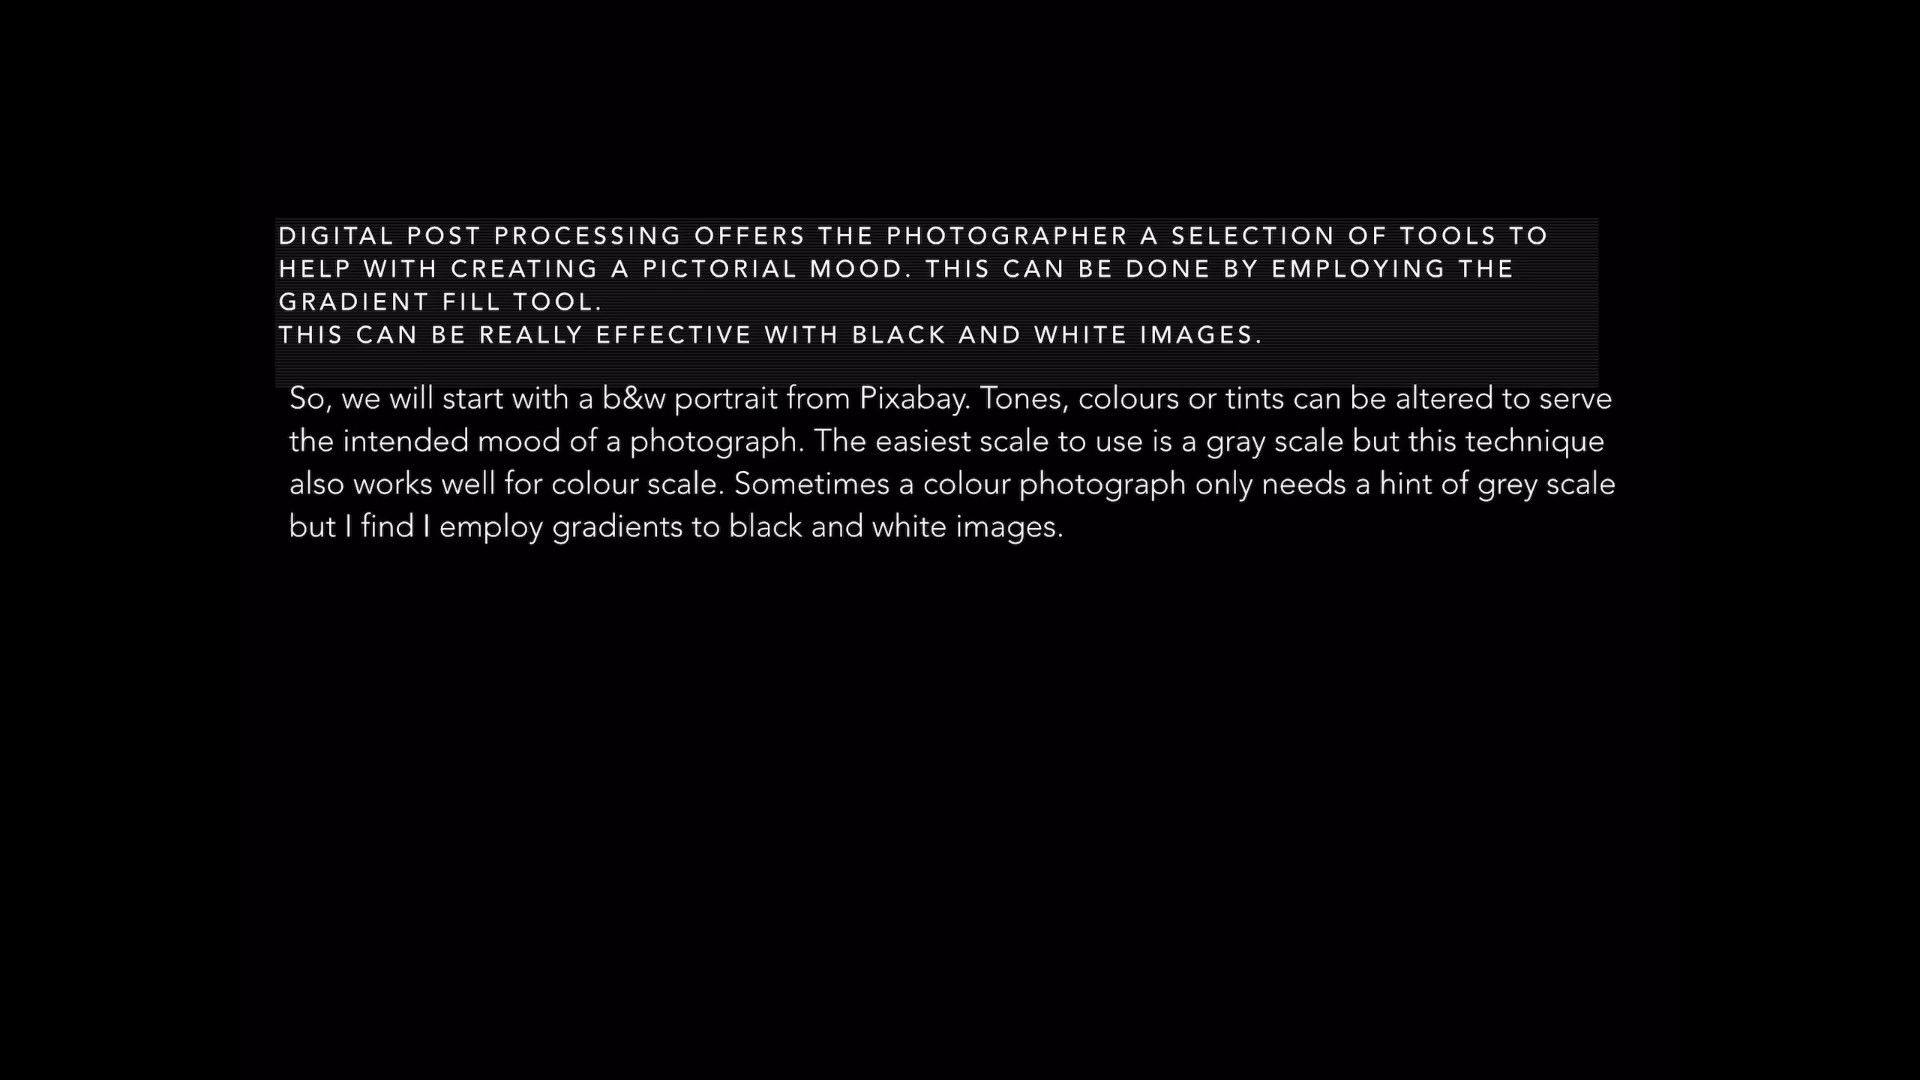 DIGITAL POST PROCESSING OFFERS THE PHOTOGRAPHER A SELECTION OF TOOLS TO
HELP WITH CREATING A PICTORIAL MOOD. THIS CAN BE DONE BY EMPLOYING THE
GRADIENT FILL TOOL.
THIS CAN BE REALLY EFFECTIVE WITH BLACK AND WHITE IMAGES.
So, we will start with a b&w portrait from Pixabay. Tones, colours or tints can be altered to serve
the intended mood of a photograph. The easiest scale to use is a gray scale but this technique
also works well for colour scale. Sometimes a colour photograph only needs a hint of grey scale
but I find I employ gradients to black and white images.